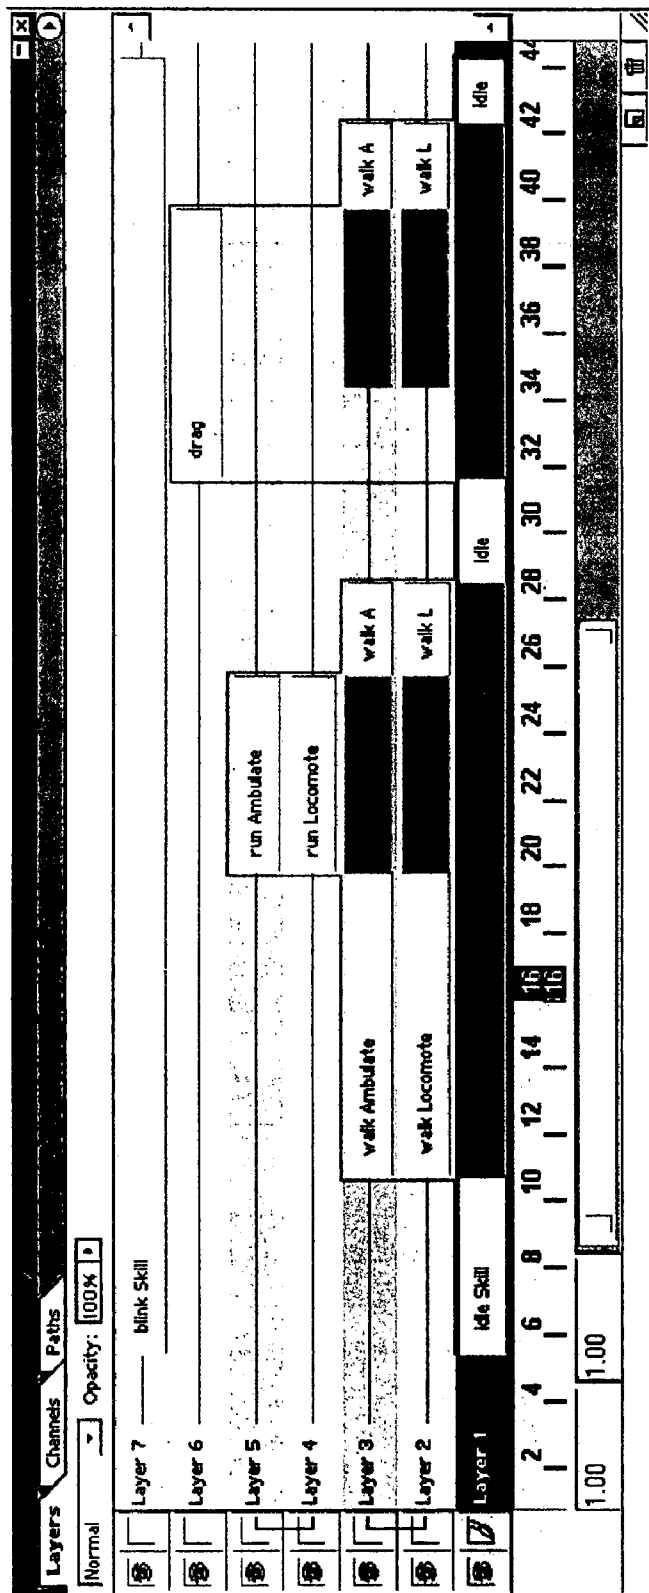 Layers Channels Paths
Normal Opacity: 100%
Layer 7 blink Skill
Layer 6 drag
Layer 5 run Ambulate
Layer 4 run Locomote
Layer 3 walk Ambulate walk A walk A
Layer 2 walk Locomote walk L walk L
Layer 1 Idle Skill Idle Idle
2 4 6 8 10 12 14 16 18 20 22 24 26 28 30 32 34 36 38 40 42 44
16
1.00 1.00